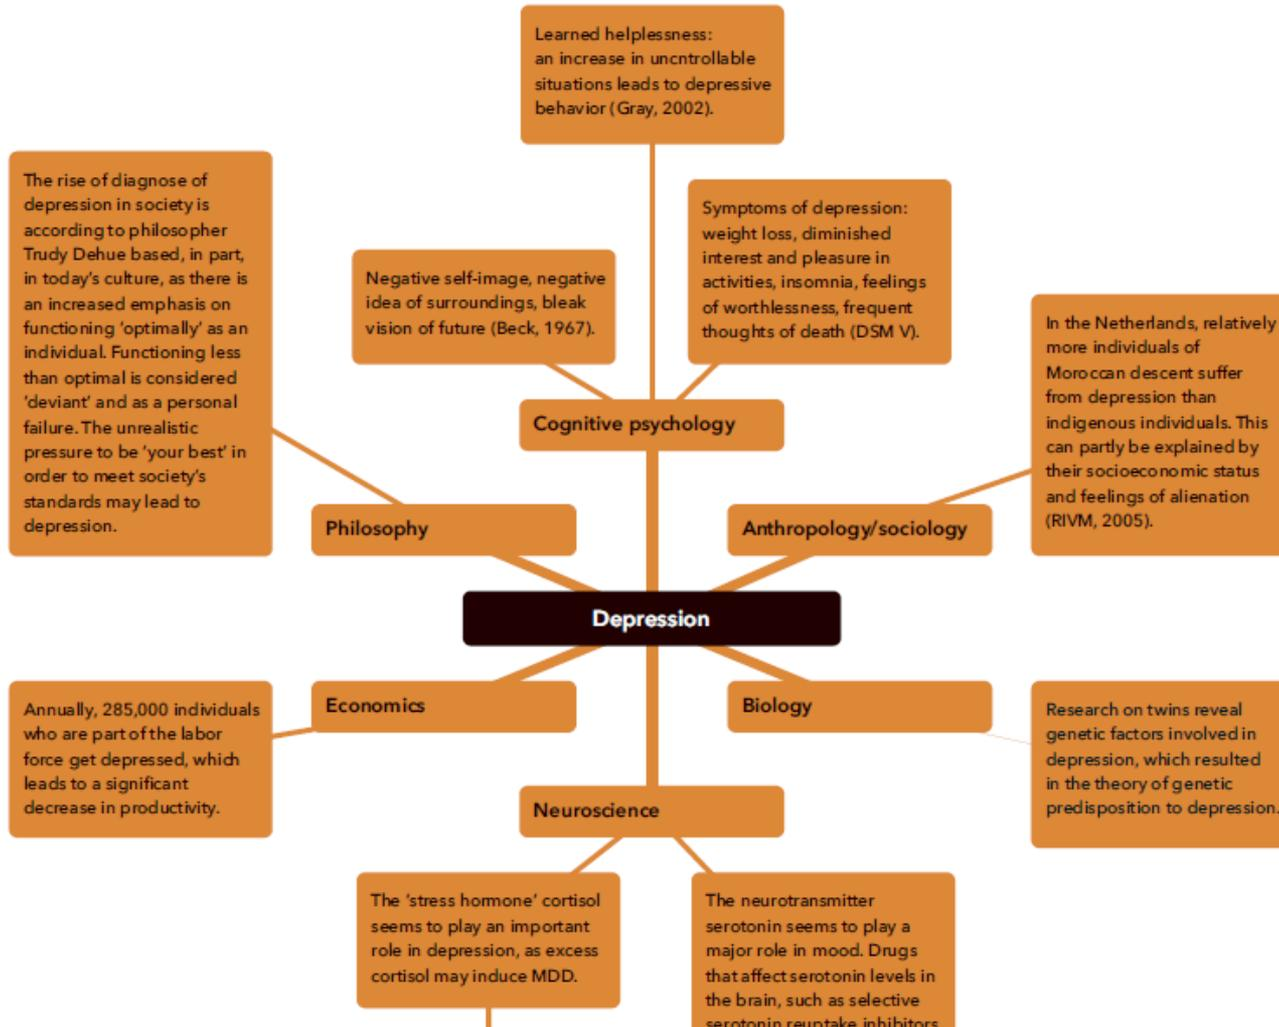 Learned helplessness:
an increase in uncntrollable
situations leads to depressive
behavior (Gray, 2002).
The rise of diagnose of
depression in society is
according to philosopher
Trudy Dehue based, in part,
in today's culture, as there is
an increased emphasis on
functioning 'optimally' as an
individual. Functioning less
than optimal is considered
'deviant' and as a personal
failure. The unrealistic
pressure to be 'your best' in
order to meet society's
standards may lead to
depression.
Negative self-image, negative
idea of surroundings, bleak
vision of future (Beck, 1967).
Symptoms of depression:
weight loss, diminished
interest and pleasure in
activities, insomnia, feelings
of worthlessness, frequent
thoughts of death (DSM V).
In the Netherlands, relatively
more individuals of
Moroccan descent suffer
from depression than
indigenous individuals. This
can partly be explained by
their socioeconomic status
and feelings of alienation
(RIVM, 2005).
Cognitive psychology
Philosophy
Anthropology/sociology
Depression
Economics
Biology
Annually, 285,000 individuals
who are part of the labor
force get depressed, which
leads to a significant
decrease in productivity.
Research on twins reveal
genetic factors involved in
depression, which resulted
in the theory of genetic
predisposition to depression.
Neuroscience
The 'stress hormone' cortisol
seems to play an important
role in depression, as excess
cortisol may induce MDD.
The neurotransmitter
serotonin seems to play a
major role in mood. Drugs
that affect serotonin levels in
the brain, such as selective
serotonin reuptake inhibitors